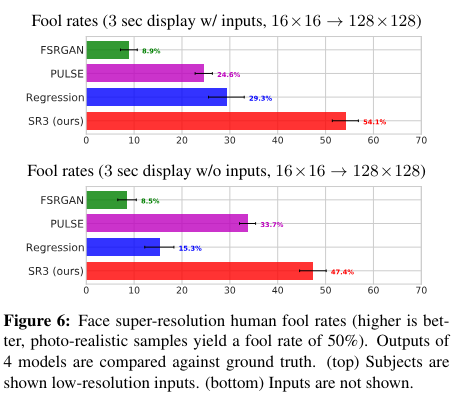 Fool rates (3 sec display w/ inputs, 16×16 → 128×128)
FSRGAN 8.9%
PULSE 24.6%
Regression 29.3%
SR3 (ours) 54.1%
0 10 20 30 40 50 60 70
Fool rates (3 sec display w/o inputs, 16×16 → 128×128)
FSRGAN 8.5%
PULSE 33.7%
Regression 15.3%
SR3 (ours) 47.4%
0 10 20 30 40 50 60 70
Figure 6: Face super-resolution human fool rates (higher is bet-
ter, photo-realistic samples yield a fool rate of 50%). Outputs of
4 models are compared against ground truth. (top) Subjects are
shown low-resolution inputs. (bottom) Inputs are not shown.